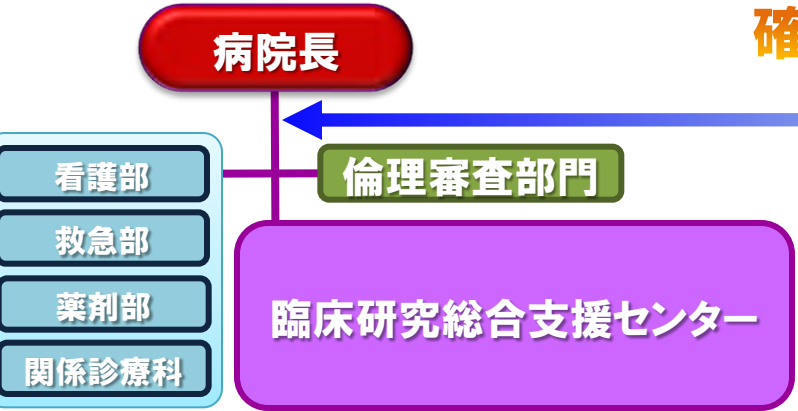 病院長
確
看護部
倫理審査部門
救急部
薬剤部
臨床研究総合支援センター
関係診療科